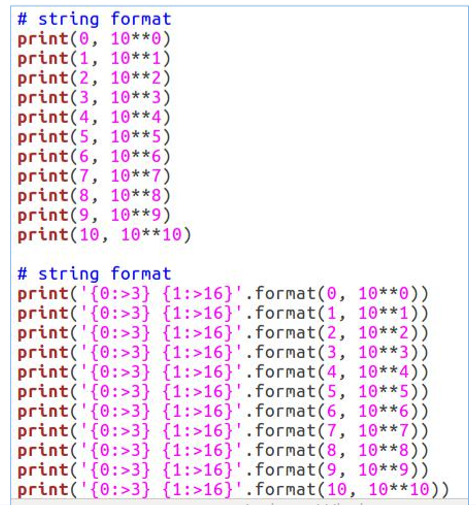 # string format
print(0, 10**0)
print(1, 10**1)
print(2, 10**2)
print(3, 10**3)
print(4, 10**4)
print(5, 10**5)
print(6, 10**6)
print(7, 10**7)
print(8, 10**8)
print(9, 10**9)
print(10, 10**10)
# string format
print('{0:>3} {1:>16}'.format(0, 10**0))
print('{0:>3} {1:>16}'.format(1, 10**1))
print('{0:>3} {1:>16}'.format(2, 10**2))
print('{0:>3} {1:>16}'.format(3, 10**3))
print('{0:>3} {1:>16}'.format(4, 10**4))
print('{0:>3} {1:>16}'.format(5, 10**5))
print('{0:>3} {1:>16}'.format(6, 10**6))
print('{0:>3} {1:>16}'.format(7, 10**7))
print('{0:>3} {1:>16}'.format(8, 10**8))
print('{0:>3} {1:>16}'.format(9, 10**9))
print('{0:>3} {1:>16}'.format(10, 10**10))